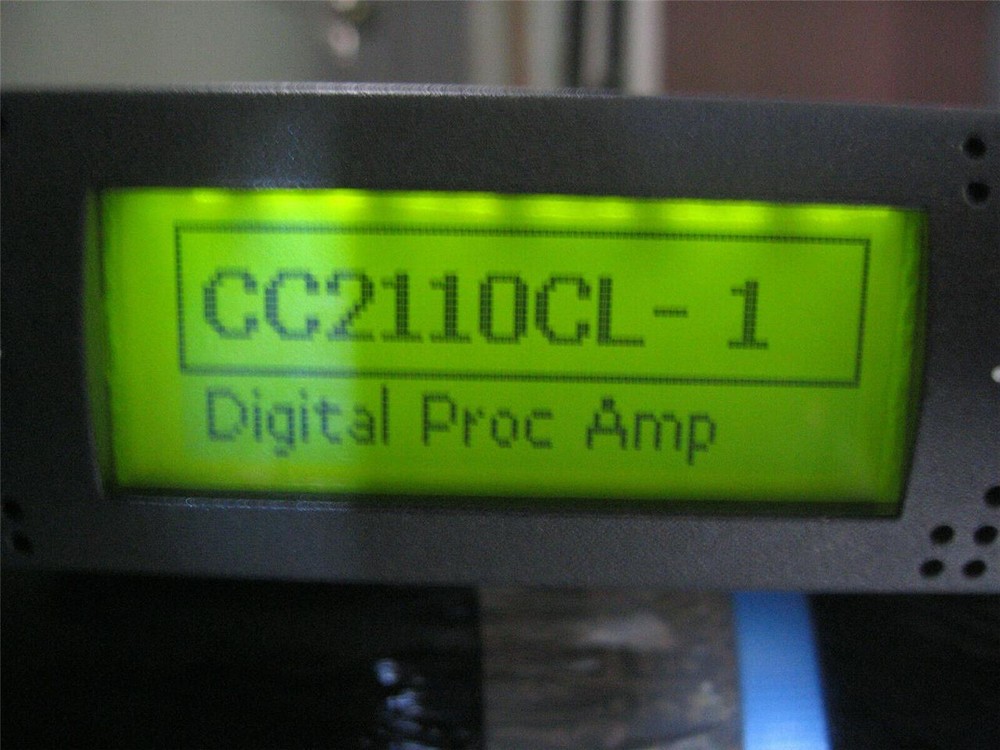 CC2110CL- 1
Digital Proc Amp